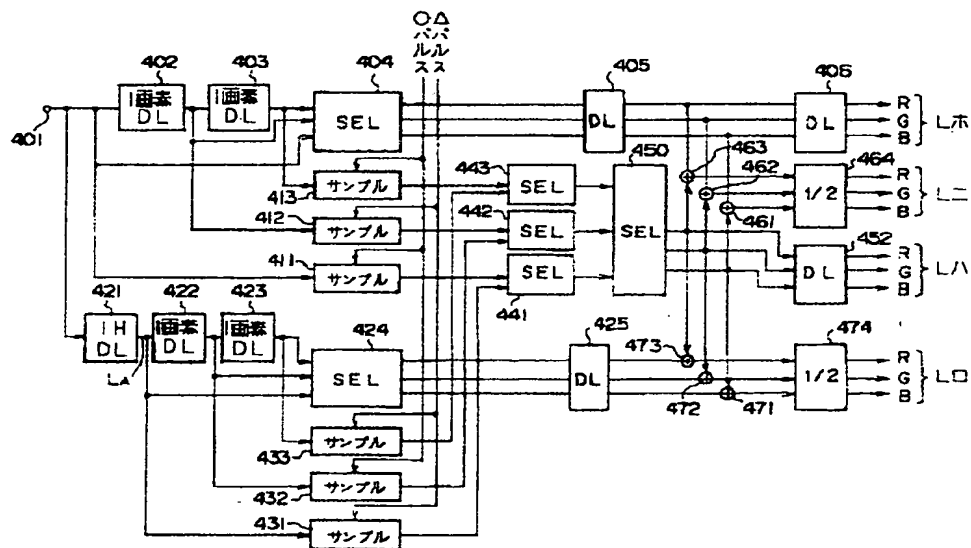 ○パルス
△パルス
402
403
404
405
406
1画素
DL
1画素
DL
SEL
DL
DL
R
G
B
Lホ
401
413
サンプル
412
サンプル
411
サンプル
443
SEL
442
SEL
441
SEL
450
SEL
463
462
461
464
1/2
R
G
B
Lニ
452
DL
R
G
B
Lハ
421
1H
DL
LA
422
1画素
DL
423
1画素
DL
424
SEL
425
DL
473
472
471
474
1/2
R
G
B
Lロ
433
サンプル
432
サンプル
431
サンプル